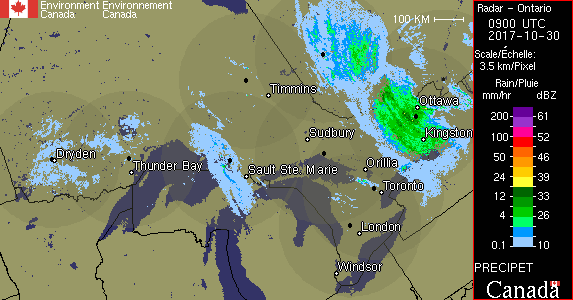 Environment Environnement
Canada Canada
100 KM
Timmins
Ottawa
Sudbury
Kingston
Dryden
Thunder Bay
Sault Ste. Marie
Orillia
Toronto
London
Windsor
Radar - Ontario
0900 UTC
2017-10-30
Scale/Échelle:
3.5 km/Pixel
Rain/Pluie
mm/hr dBZ
200 61
100 52
50 46
24 39
12 33
4 26
0.1 10
PRECIPET
Canada